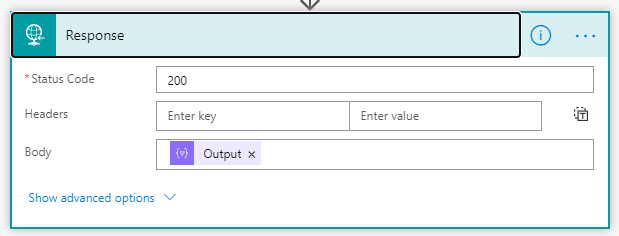 Response
* Status Code 200
Headers Enter key Enter value
Body {▿} Output ×
Show advanced options